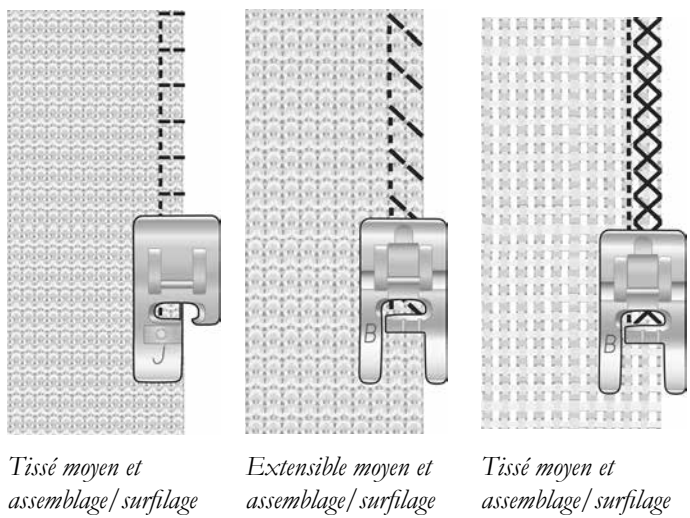 J
B
B
Tissé moyen et
assemblage/surfilage
Extensible moyen et
assemblage/surfilage
Tissé moyen et
assemblage/surfilage